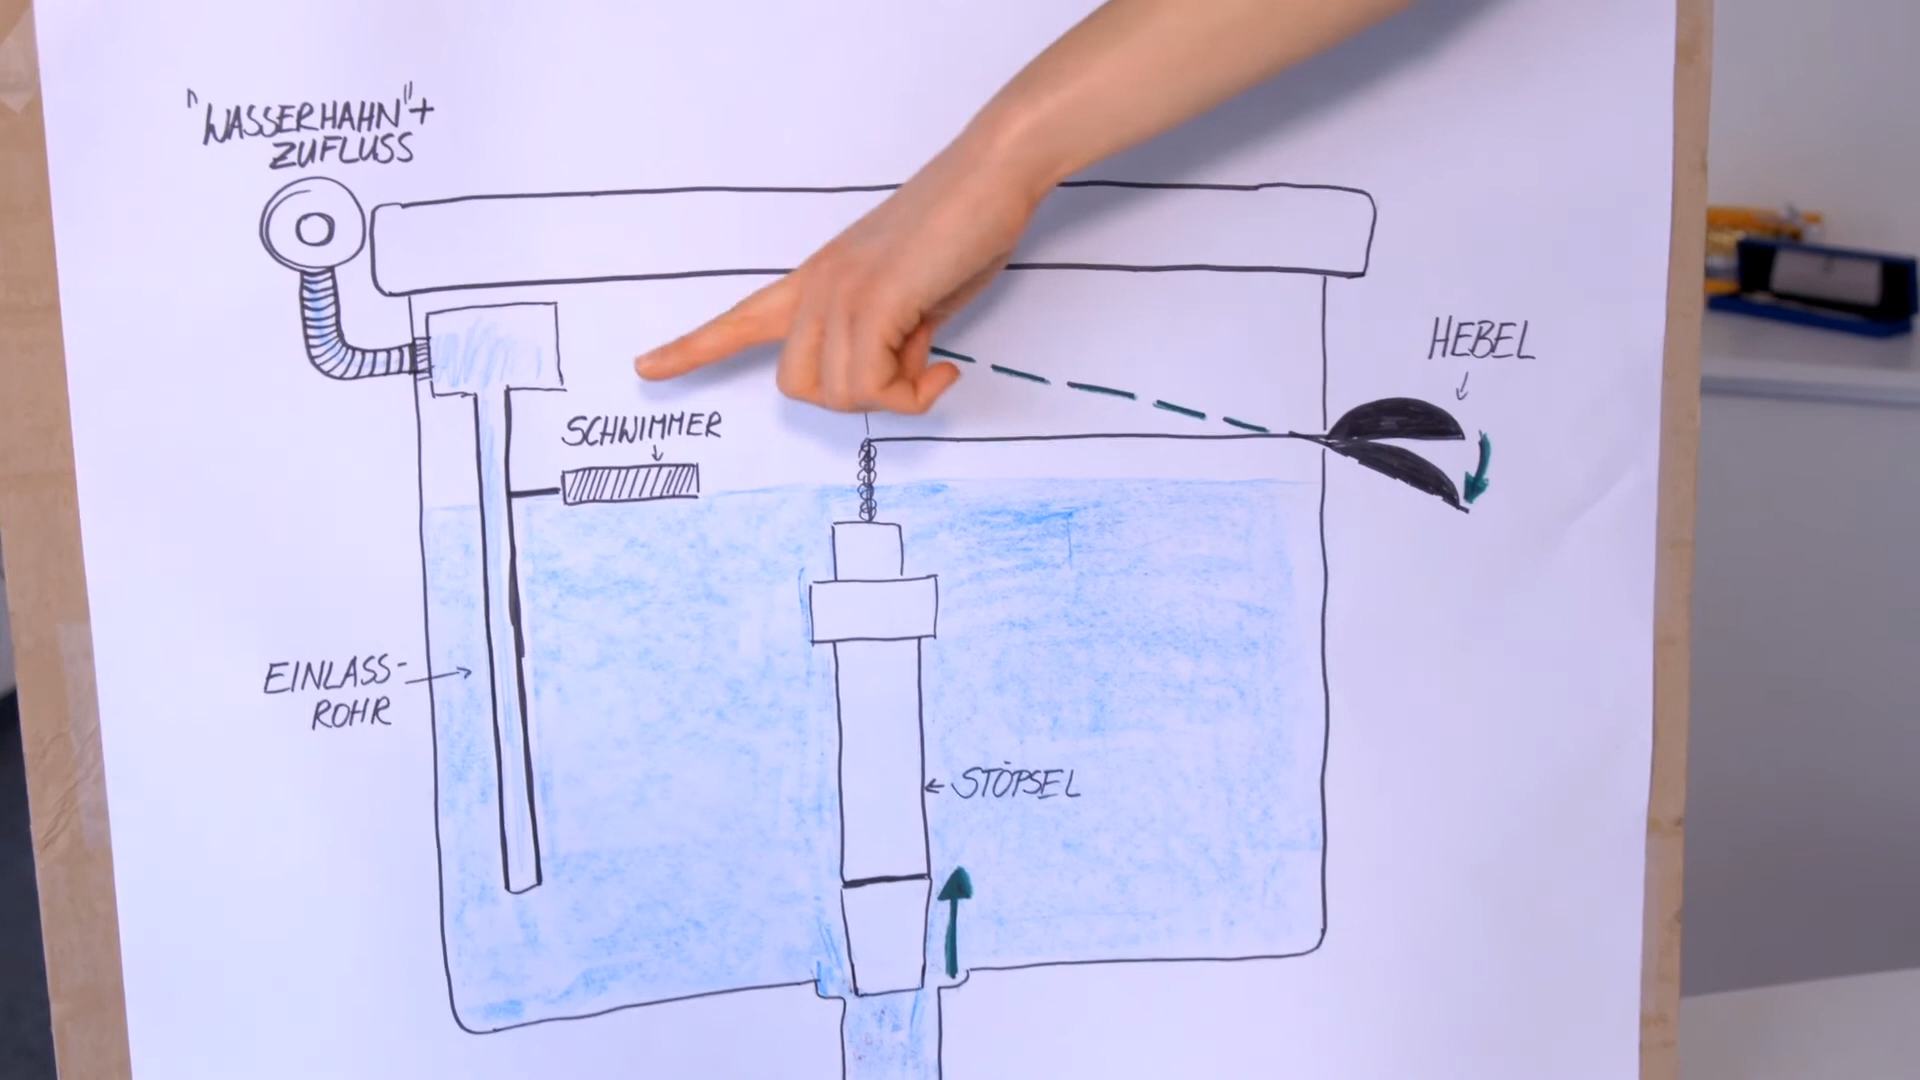 "WASSERHAHN"+
ZUFLUSS
HEBEL
SCHWIMMER
EINLASS-
ROHR
STÖPSEL